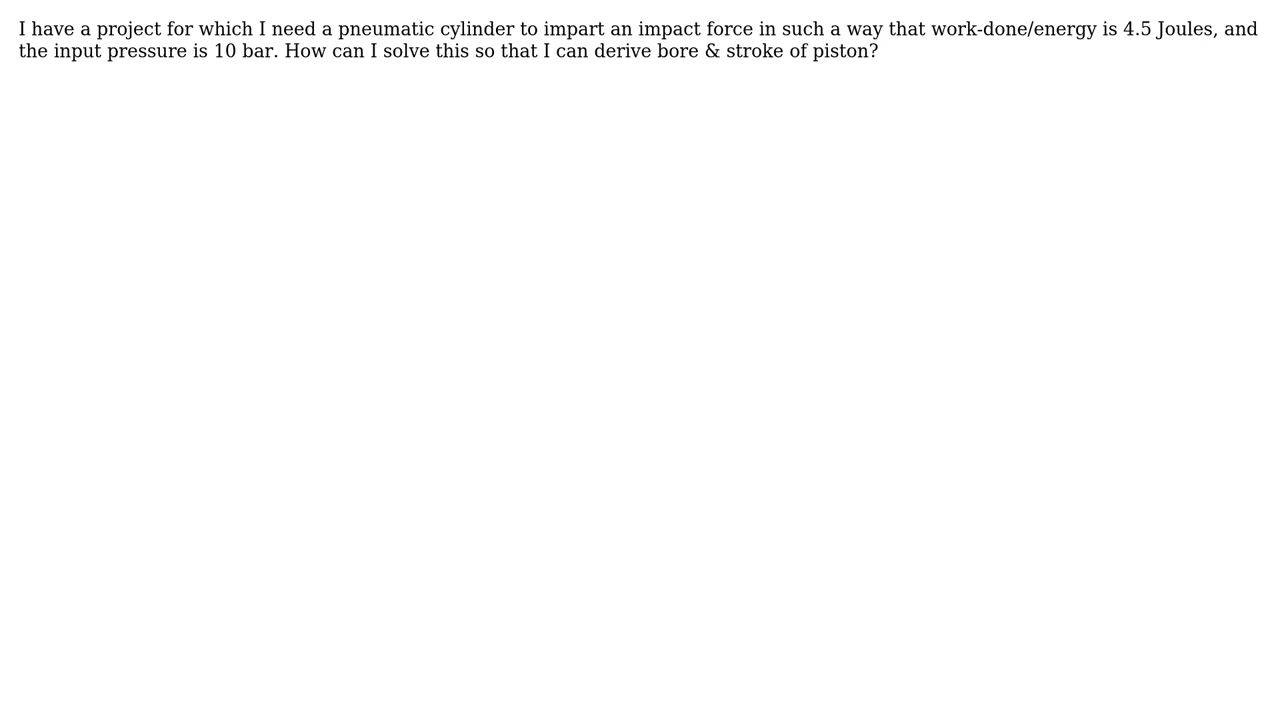 I have a project for which I need a pneumatic cylinder to impart an impact force in such a way that work-done/energy is 4.5 Joules, and
the input pressure is 10 bar. How can I solve this so that I can derive bore & stroke of piston?